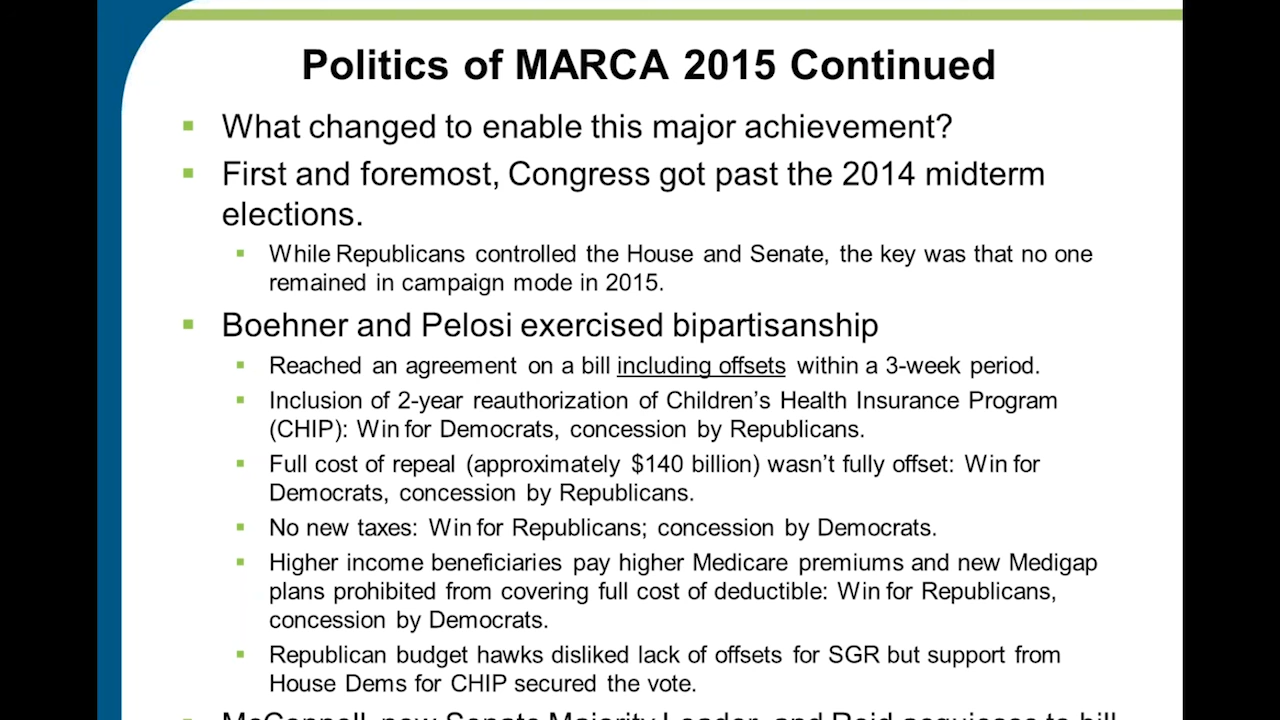 Politics of MARCA 2015 Continued
What changed to enable this major achievement?
First and foremost, Congress got past the 2014 midterm
elections.
While Republicans controlled the House and Senate, the key was that no one
remained in campaign mode in 2015.
Boehner and Pelosi exercised bipartisanship
Reached an agreement on a bill including offsets within a 3-week period.
Inclusion of 2-year reauthorization of Children’s Health Insurance Program
(CHIP): Win for Democrats, concession by Republicans.
Full cost of repeal (approximately $140 billion) wasn’t fully offset: Win for
Democrats, concession by Republicans.
No new taxes: Win for Republicans; concession by Democrats.
Higher income beneficiaries pay higher Medicare premiums and new Medigap
plans prohibited from covering full cost of deductible: Win for Republicans,
concession by Democrats.
Republican budget hawks disliked lack of offsets for SGR but support from
House Dems for CHIP secured the vote.
McConnell, new Senate Majority Leader, and Reid acquiesce to bill